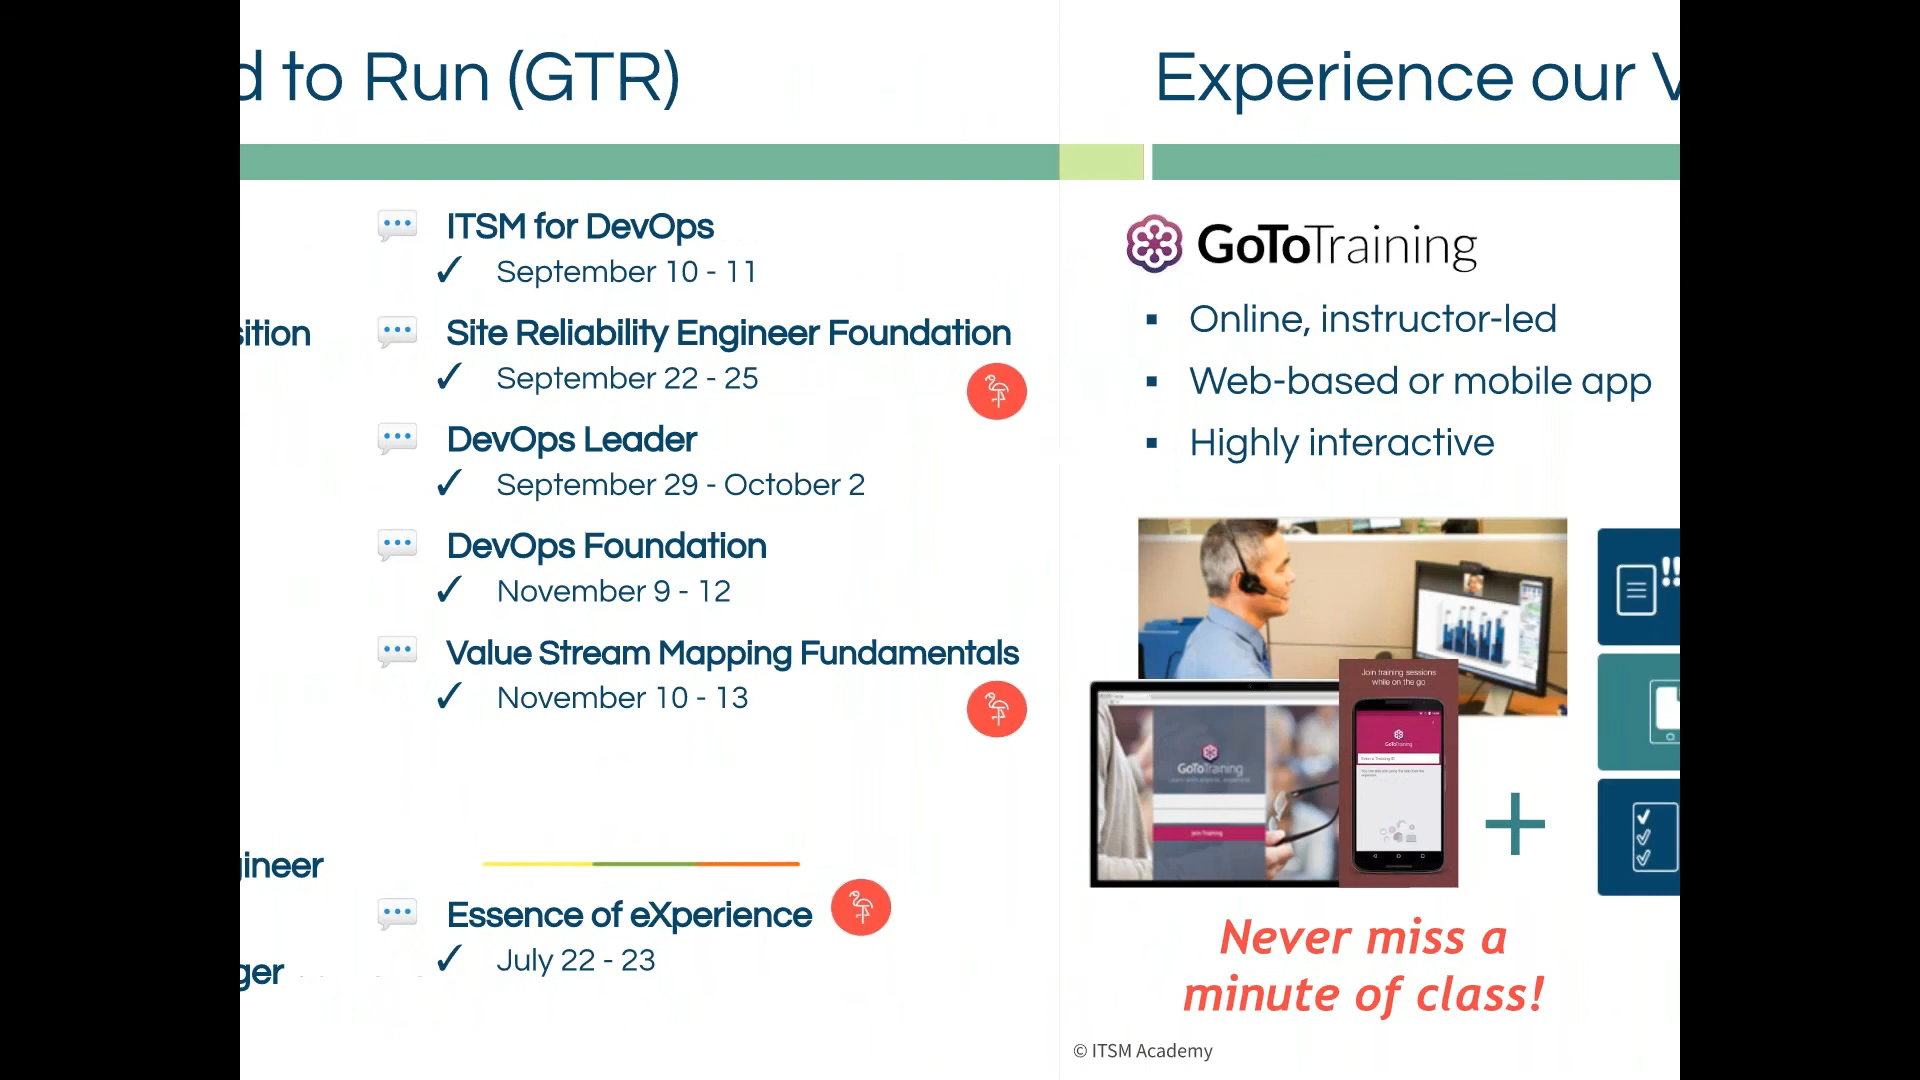 d to Run (GTR)
ITSM for DevOps
✓ September 10 - 11
sition
Site Reliability Engineer Foundation
✓ September 22 - 25
DevOps Leader
✓ September 29 - October 2
DevOps Foundation
✓ November 9 - 12
Value Stream Mapping Fundamentals
✓ November 10 - 13
ineer
Essence of eXperience
ger
✓ July 22 - 23
Experience our V
GoToTraining
▪ Online, instructor-led
▪ Web-based or mobile app
▪ Highly interactive
!!
Join training sessions
while on the go
GoToTraining
GoToTraining
Join Training
+
Never miss a
minute of class!
© ITSM Academy